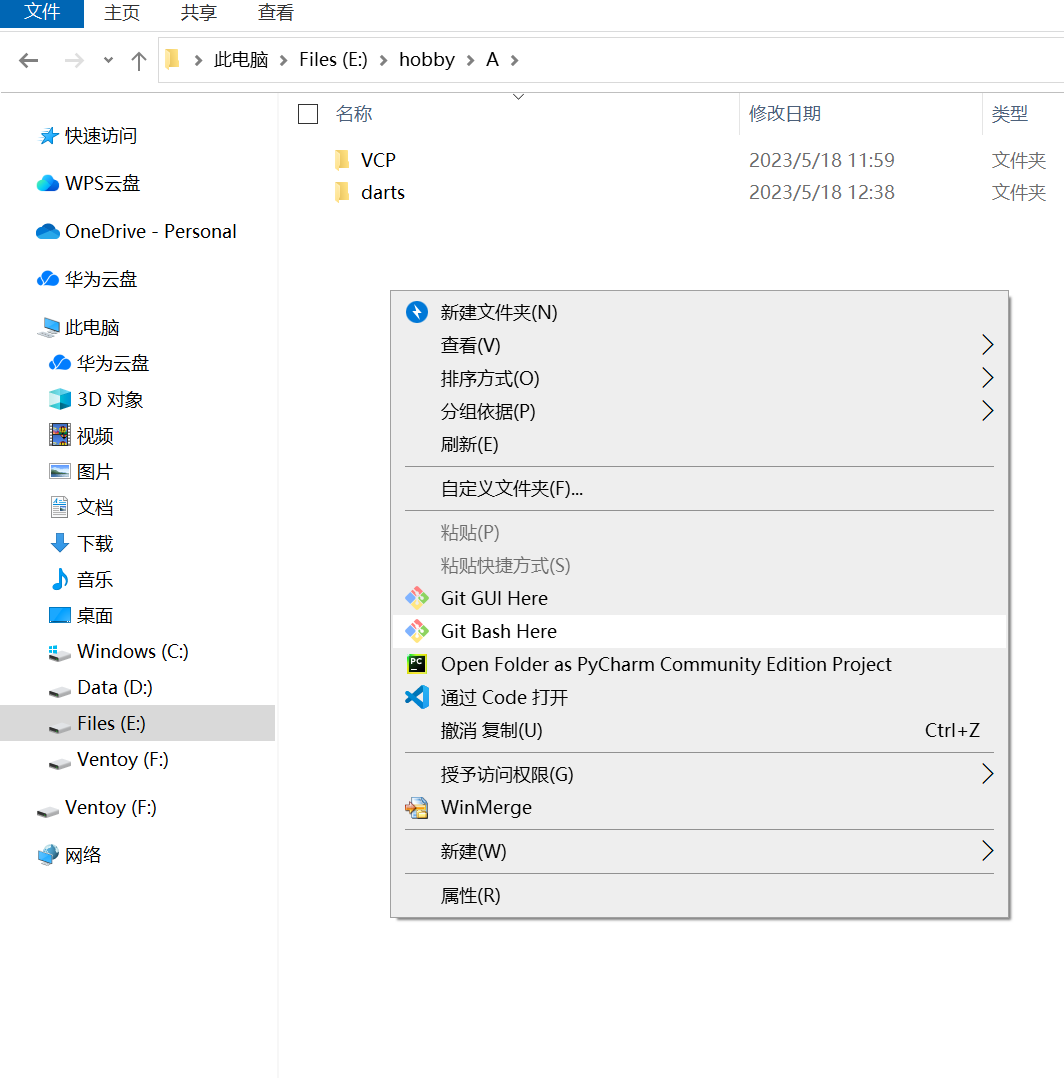 文件 主页 共享 查看
此电脑 Files (E:) hobby A
名称 修改日期 类型
VCP 2023/5/18 11:59 文件夹
darts 2023/5/18 12:38 文件夹
快速访问
WPS云盘
OneDrive - Personal
华为云盘
此电脑
华为云盘
3D 对象
视频
图片
文档
下载
音乐
桌面
Windows (C:)
Data (D:)
Files (E:)
Ventoy (F:)
Ventoy (F:)
网络
新建文件夹(N)
查看(V)
排序方式(O)
分组依据(P)
刷新(E)
自定义文件夹(F)...
粘贴(P)
粘贴快捷方式(S)
Git GUI Here
Git Bash Here
PC Open Folder as PyCharm Community Edition Project
通过 Code 打开
撤消 复制(U) Ctrl+Z
授予访问权限(G)
WinMerge
新建(W)
属性(R)